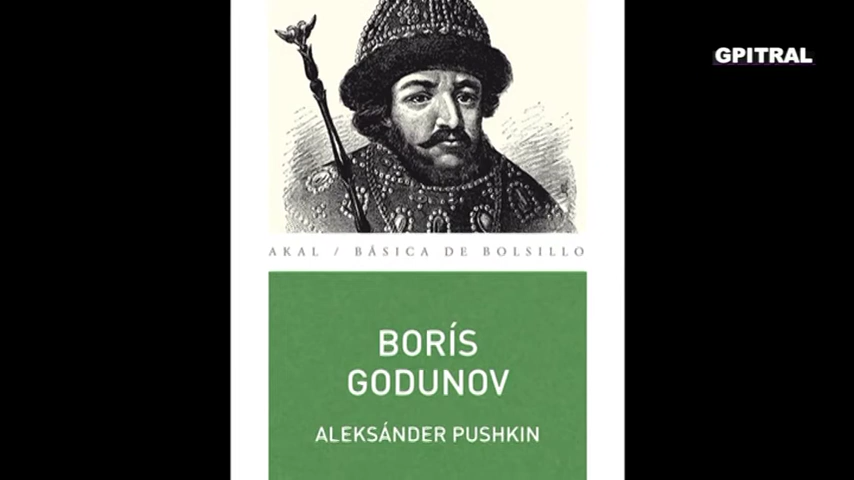 GPITRAL
AKAL / BÁSICA DE BOLSILLO
BORÍS
GODUNOV
ALEKSÁNDER PUSHKIN